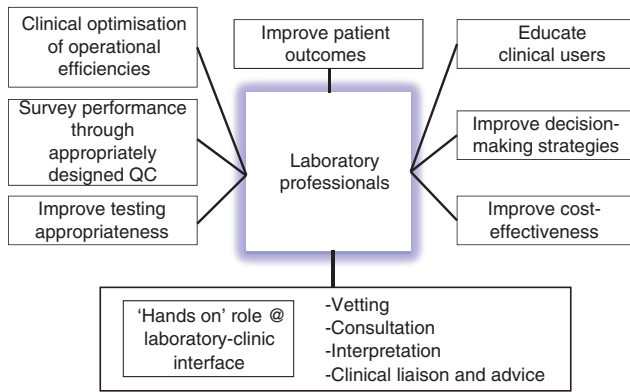 Clinical optimisation
of operational
efficiencies
Survey performance
through
appropriately
designed QC
Improve testing
appropriateness
Improve patient
outcomes
Laboratory
professionals
Educate
clinical users
Improve decision-
making strategies
Improve cost-
effectiveness
‘Hands on’ role @
laboratory-clinic
interface
-Vetting
-Consultation
-Interpretation
-Clinical liaison and advice